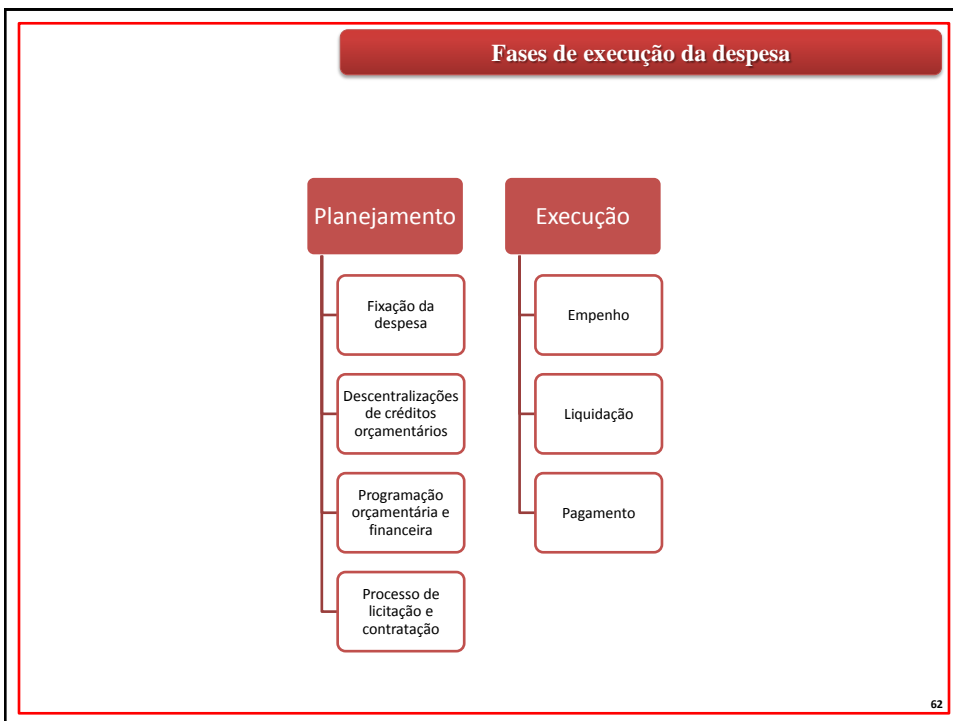 Fases de execução da despesa
Planejamento
Fixação da
despesa
Descentralizações
de créditos
orçamentários
Programação
orçamentária e
financeira
Processo de
licitação e
contratação
Execução
Empenho
Liquidação
Pagamento
62